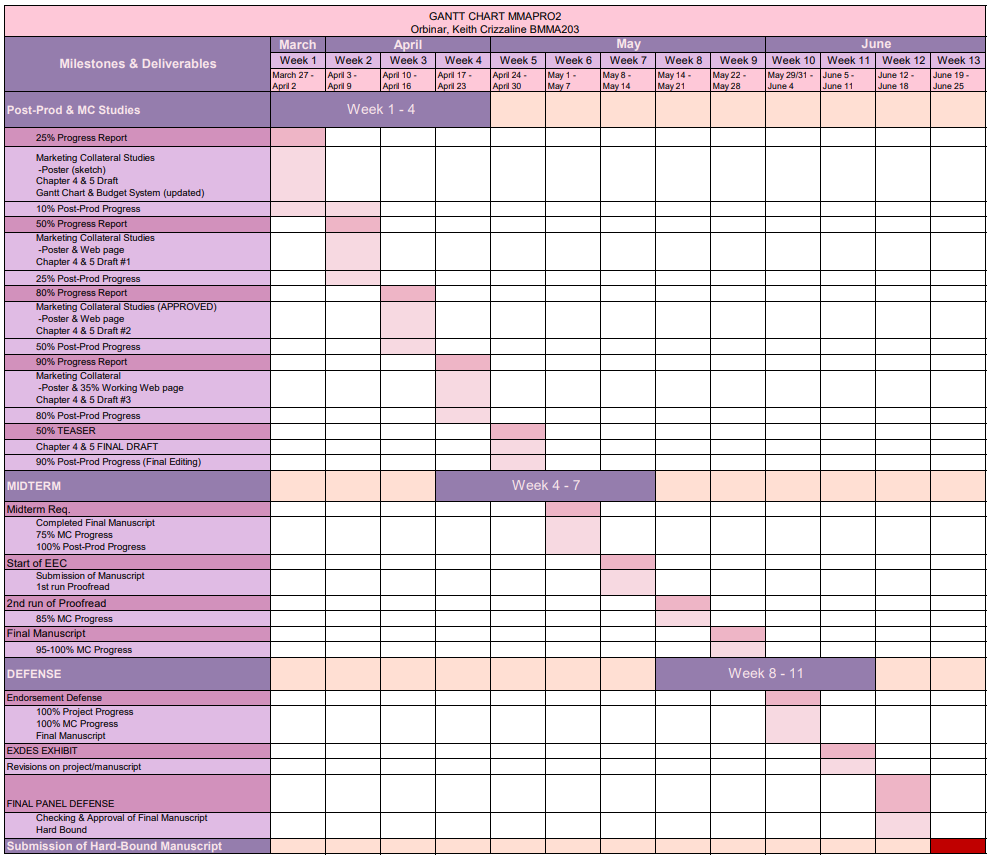 GANTT CHART MMAPRO2
Orbinar, Keith Crizzaline BMMA203
Milestones & Deliverables
March
April
May
June
Week 1
Week 2
Week 3
Week 4
Week 5
Week 6
Week 7
Week 8
Week 9
Week 10
Week 11
Week 12
Week 13
March 27 -
April 2
April 3 -
April 9
April 10 -
April 16
April 17 -
April 23
April 24 -
April 30
May 1 -
May 7
May 8 -
May 14
May 14 -
May 21
May 22 -
May 28
May 29/31 -
June 4
June 5 -
June 11
June 12 -
June 18
June 19 -
June 25
Post-Prod & MC Studies
Week 1 - 4
25% Progress Report
Marketing Collateral Studies
-Poster (sketch)
Chapter 4 & 5 Draft
Gantt Chart & Budget System (updated)
10% Post-Prod Progress
50% Progress Report
Marketing Collateral Studies
-Poster & Web page
Chapter 4 & 5 Draft #1
25% Post-Prod Progress
80% Progress Report
Marketing Collateral Studies (APPROVED)
-Poster & Web page
Chapter 4 & 5 Draft #2
50% Post-Prod Progress
90% Progress Report
Marketing Collateral
-Poster & 35% Working Web page
Chapter 4 & 5 Draft #3
80% Post-Prod Progress
50% TEASER
Chapter 4 & 5 FINAL DRAFT
90% Post-Prod Progress (Final Editing)
MIDTERM
Week 4 - 7
Midterm Req.
Completed Final Manuscript
75% MC Progress
100% Post-Prod Progress
Start of EEC
Submission of Manuscript
1st run Proofread
2nd run of Proofread
85% MC Progress
Final Manuscript
95-100% MC Progress
DEFENSE
Week 8 - 11
Endorsement Defense
100% Project Progress
100% MC Progress
Final Manuscript
EXDES EXHIBIT
Revisions on project/manuscript
FINAL PANEL DEFENSE
Checking & Approval of Final Manuscript
Hard Bound
Submission of Hard-Bound Manuscript